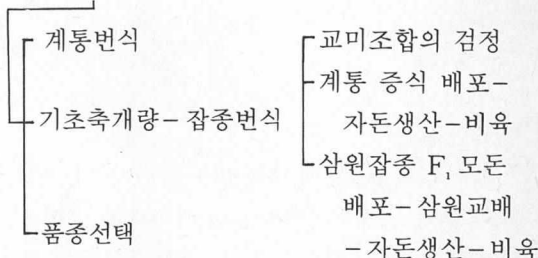 계통번식
기초축개량－잡종번식
품종선택
교미조합의 검정
계통 증식 배포－
자돈생산－비육
삼원잡종 F₁ 모돈
배포－삼원교배
－자돈생산－비육